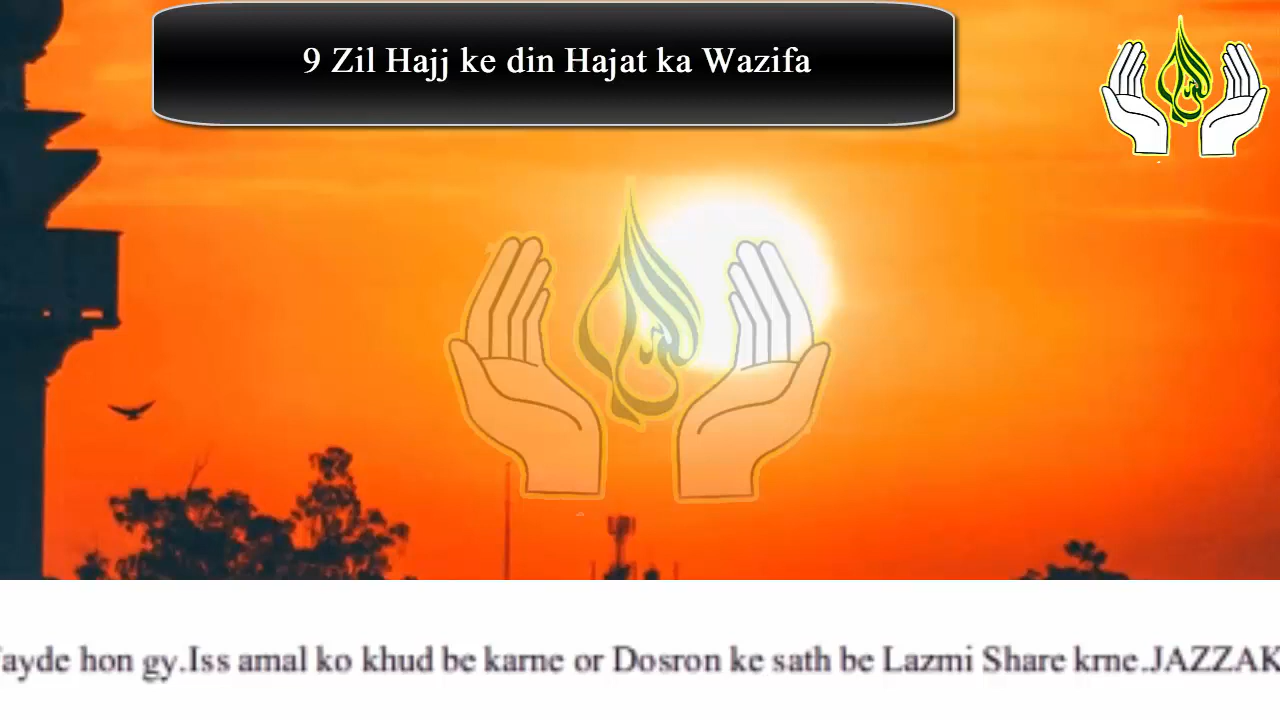 9 Zil Hajj ke din Hajat ka Wazifa
ayde hon gy.Iss amal ko khud be karne or Dosron ke sath be Lazmi Share krne.JAZZAK